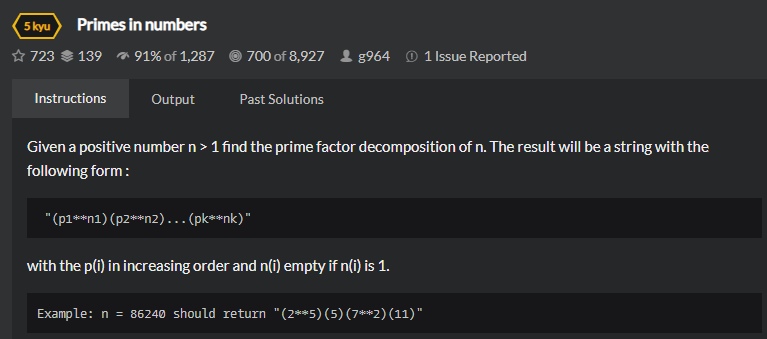 5 kyu Primes in numbers
723 139 91% of 1,287 700 of 8,927 g964 1 Issue Reported
Instructions Output Past Solutions
Given a positive number n > 1 find the prime factor decomposition of n. The result will be a string with the
following form :
"(p1**n1)(p2**n2)...(pk**nk)"
with the p(i) in increasing order and n(i) empty if n(i) is 1.
Example: n = 86240 should return "(2**5)(5)(7**2)(11)"